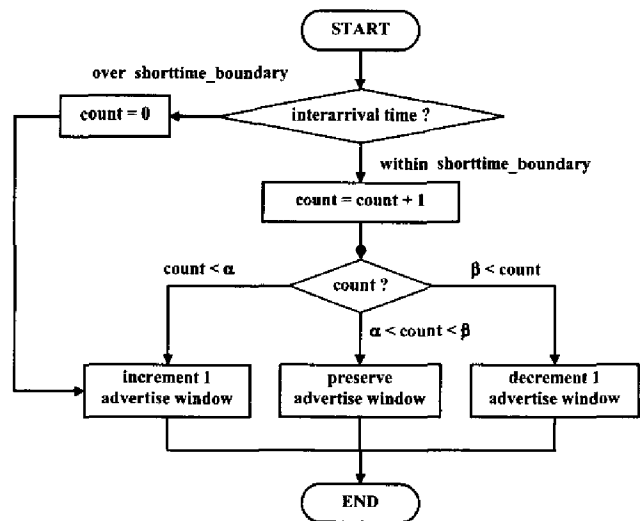 START
over shorttime_boundary
count = 0
interarrival time ?
within shorttime_boundary
count = count + 1
count < α
count ?
β < count
α < count < β
increment 1
advertise window
preserve
advertise window
decrement 1
advertise window
END